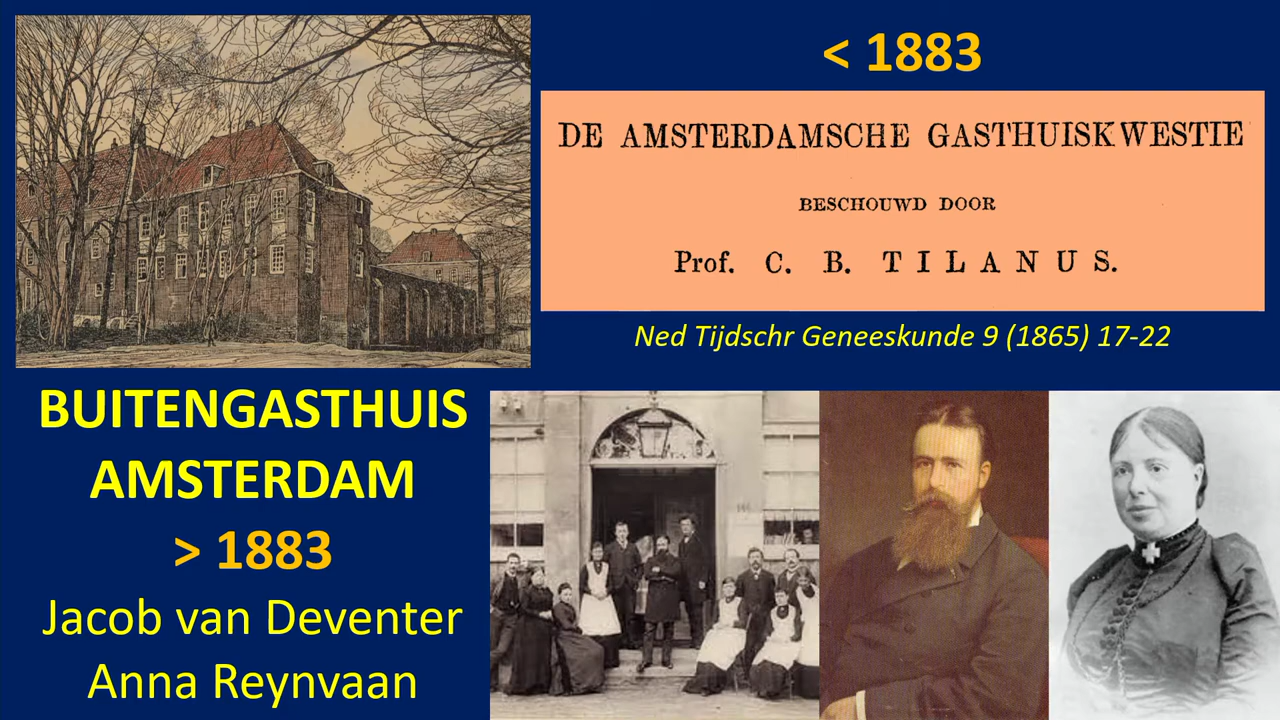 < 1883
DE AMSTERDAMSCHE GASTHUISKWESTIE
BESCHOUWD DOOR
Prof. C. B. TILANUS.
Ned Tijdschr Geneeskunde 9 (1865) 17-22
BUITENGASTHUIS
AMSTERDAM
> 1883
Jacob van Deventer
Anna Reynvaan